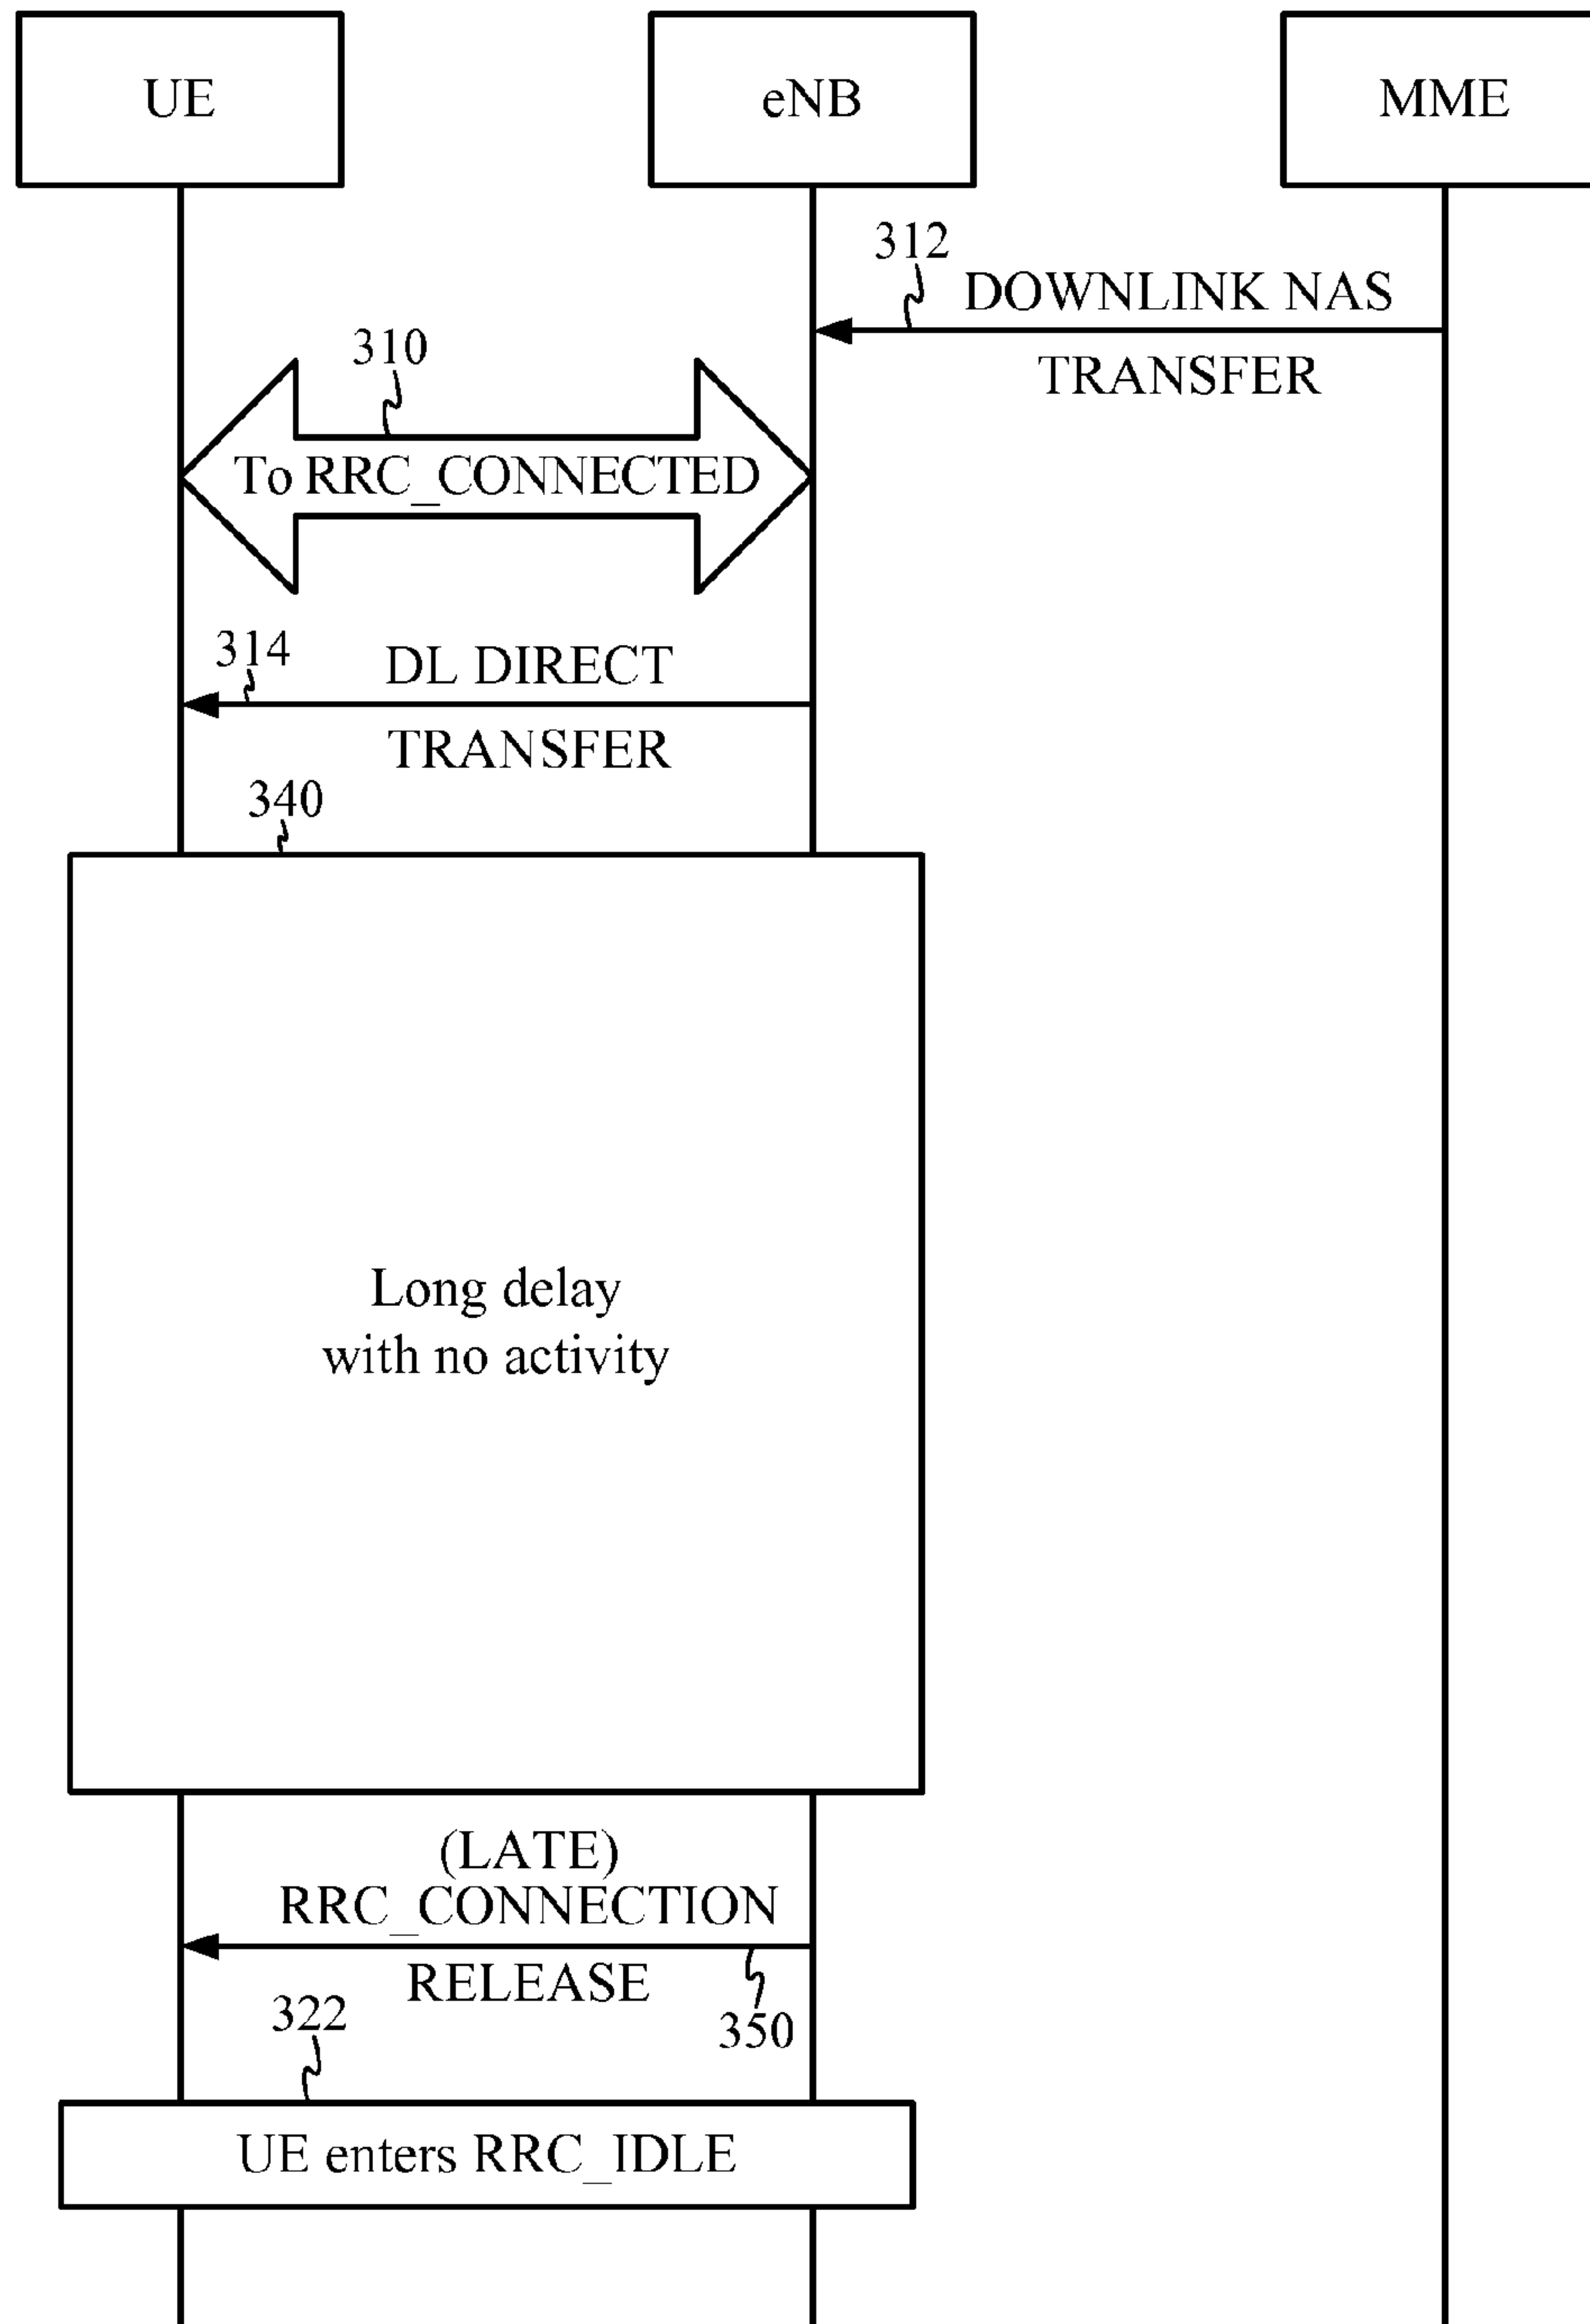 UE
eNB
MME
312
DOWNLINK NAS
TRANSFER
310
To RRC_CONNECTED
314
DL DIRECT
TRANSFER
340
Long delay
with no activity
(LATE)
RRC_CONNECTION
RELEASE
350
322
UE enters RRC_IDLE